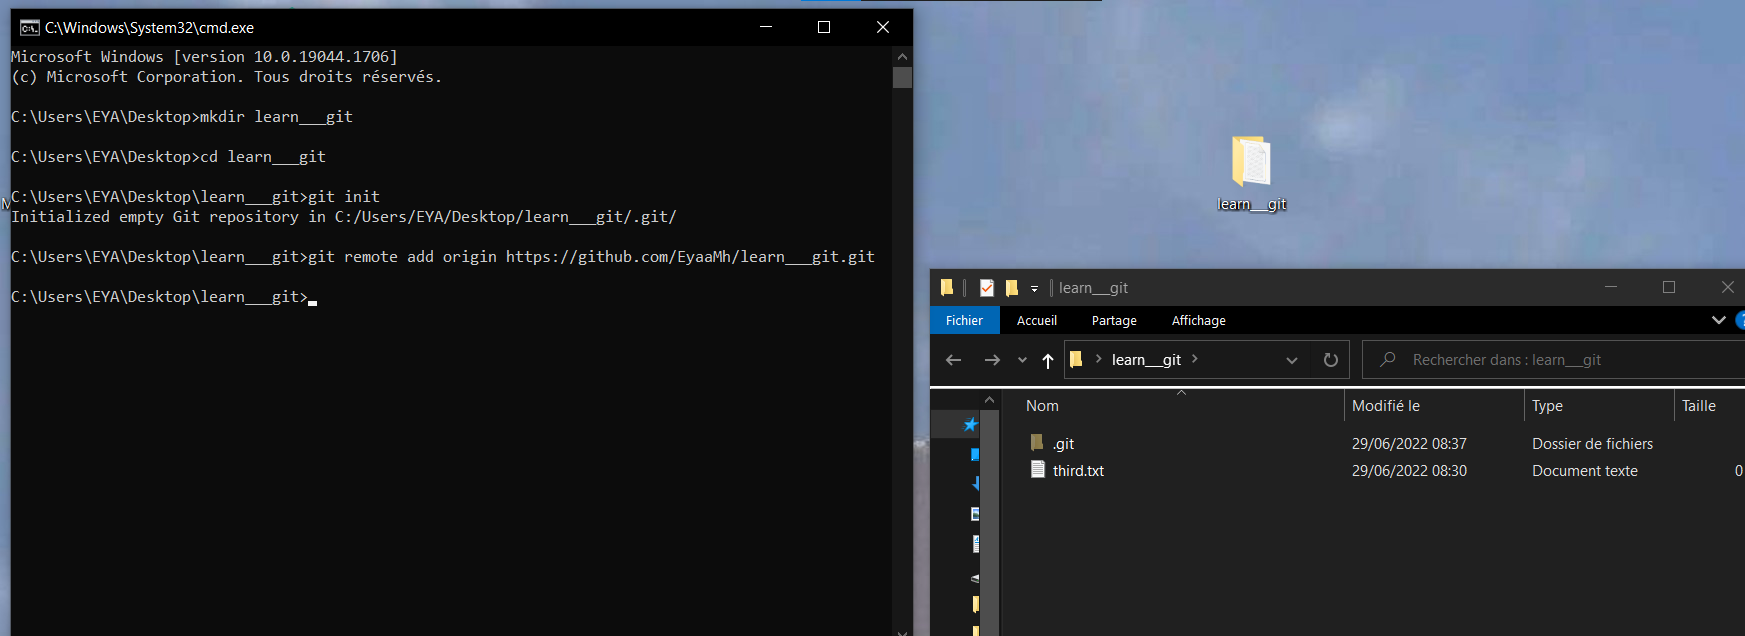 C:\Windows\System32\cmd.exe
Microsoft Windows [version 10.0.19044.1706]
(c) Microsoft Corporation. Tous droits réservés.
C:\Users\EYA\Desktop>mkdir learn___git
C:\Users\EYA\Desktop>cd learn___git
C:\Users\EYA\Desktop\learn___git>git init
Initialized empty Git repository in C:/Users/EYA/Desktop/learn___git/.git/
C:\Users\EYA\Desktop\learn___git>git remote add origin https://github.com/EyaaMh/learn___git.git
C:\Users\EYA\Desktop\learn___git>
learn___git
learn___git
Fichier Accueil Partage Affichage
learn___git
Rechercher dans : learn___git
Nom Modifié le Type Taille
.git 29/06/2022 08:37 Dossier de fichiers
third.txt 29/06/2022 08:30 Document texte 0